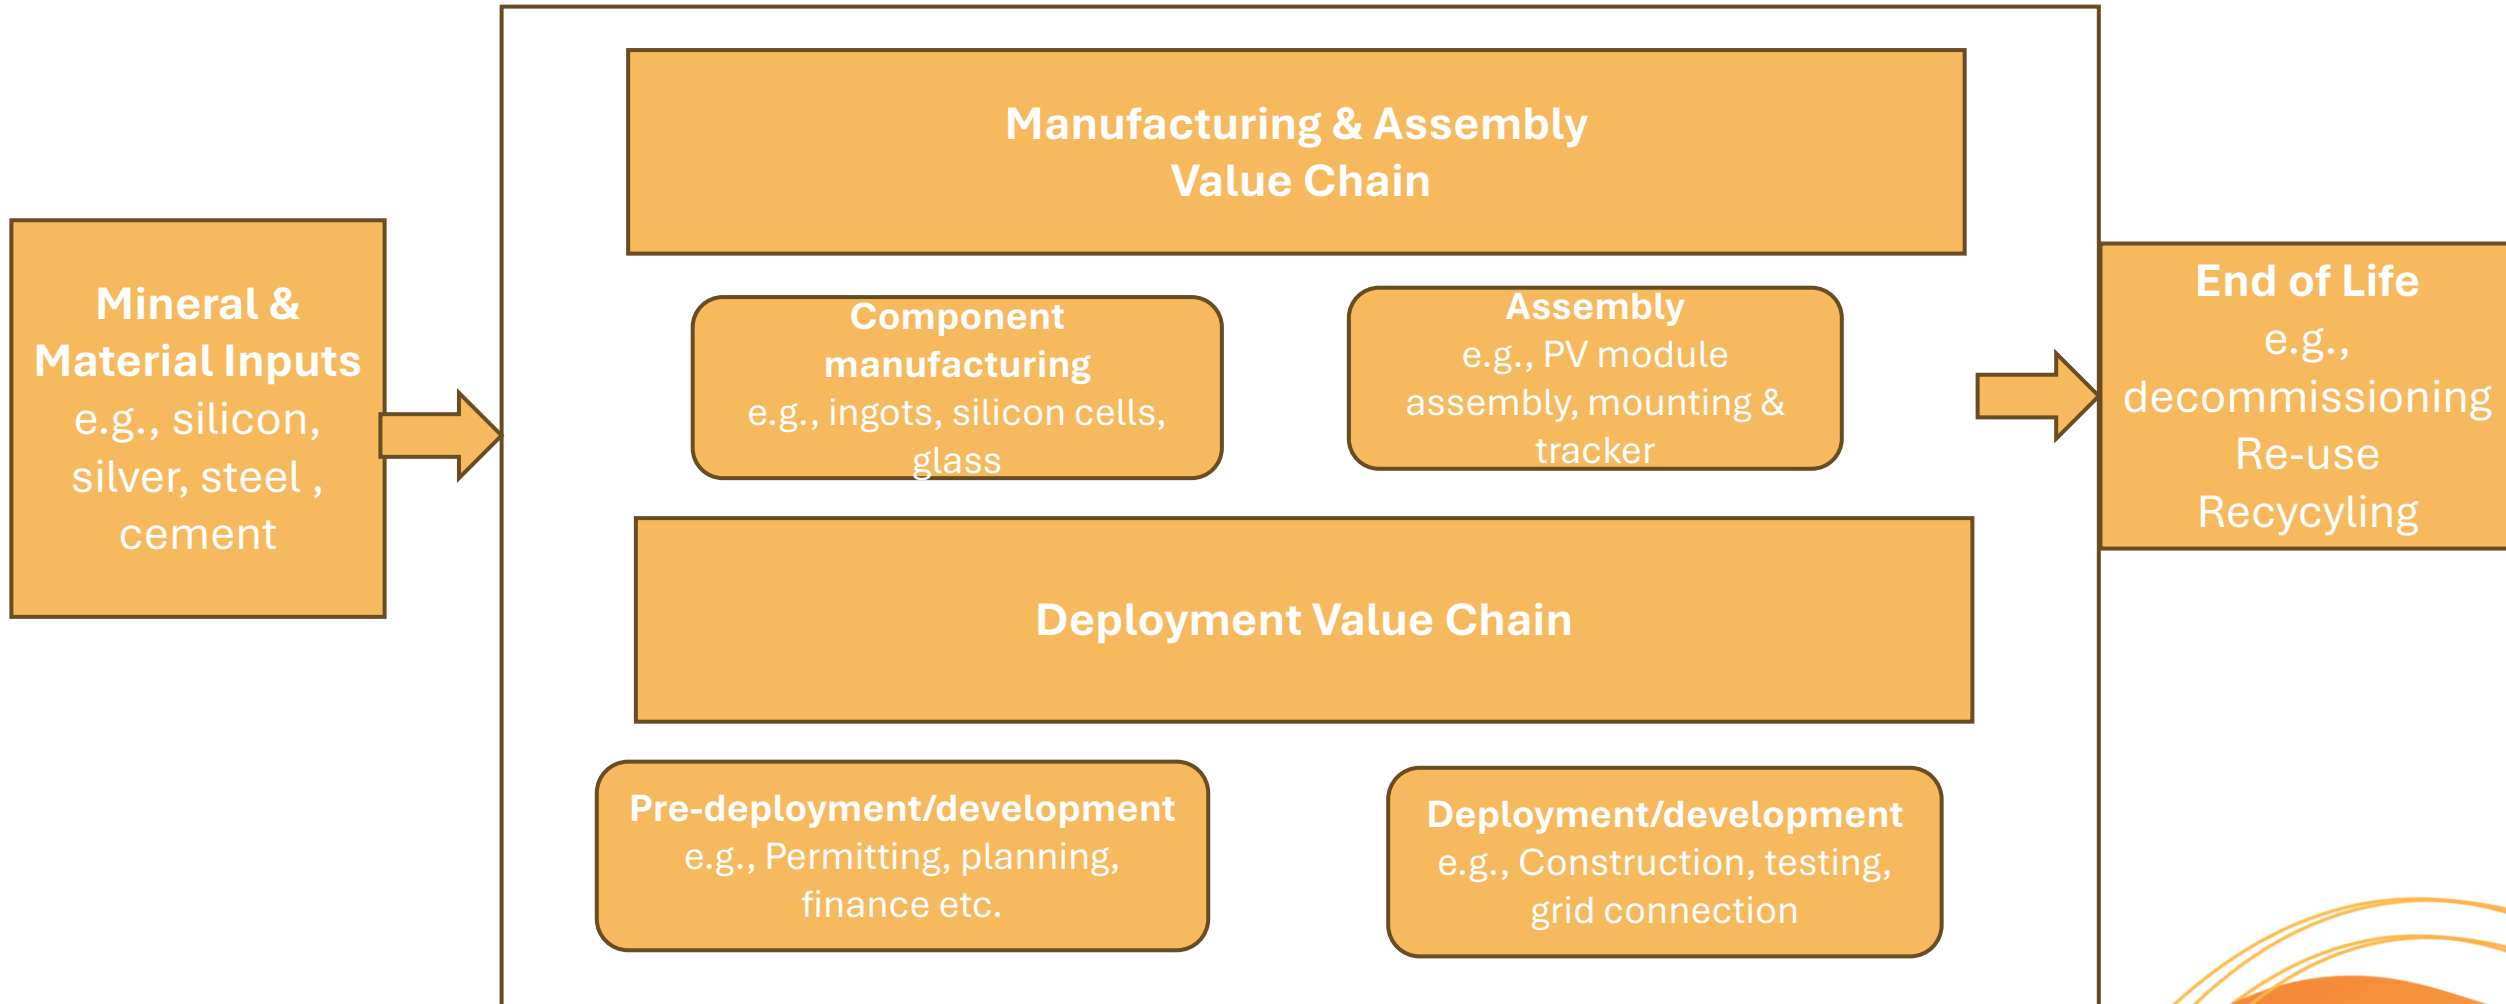 Mineral &
Material Inputs
e.g., silicon,
silver, steel ,
cement
Manufacturing & Assembly
Value Chain
Component
manufacturing
e.g., ingots, silicon cells,
glass
Assembly
e.g., PV module
assembly, mounting &
tracker
Deployment Value Chain
Pre-deployment/development
e.g., Permitting, planning,
finance etc.
Deployment/development
e.g., Construction, testing,
grid connection
End of Life
e.g.,
decommissioning
Re-use
Recycyling